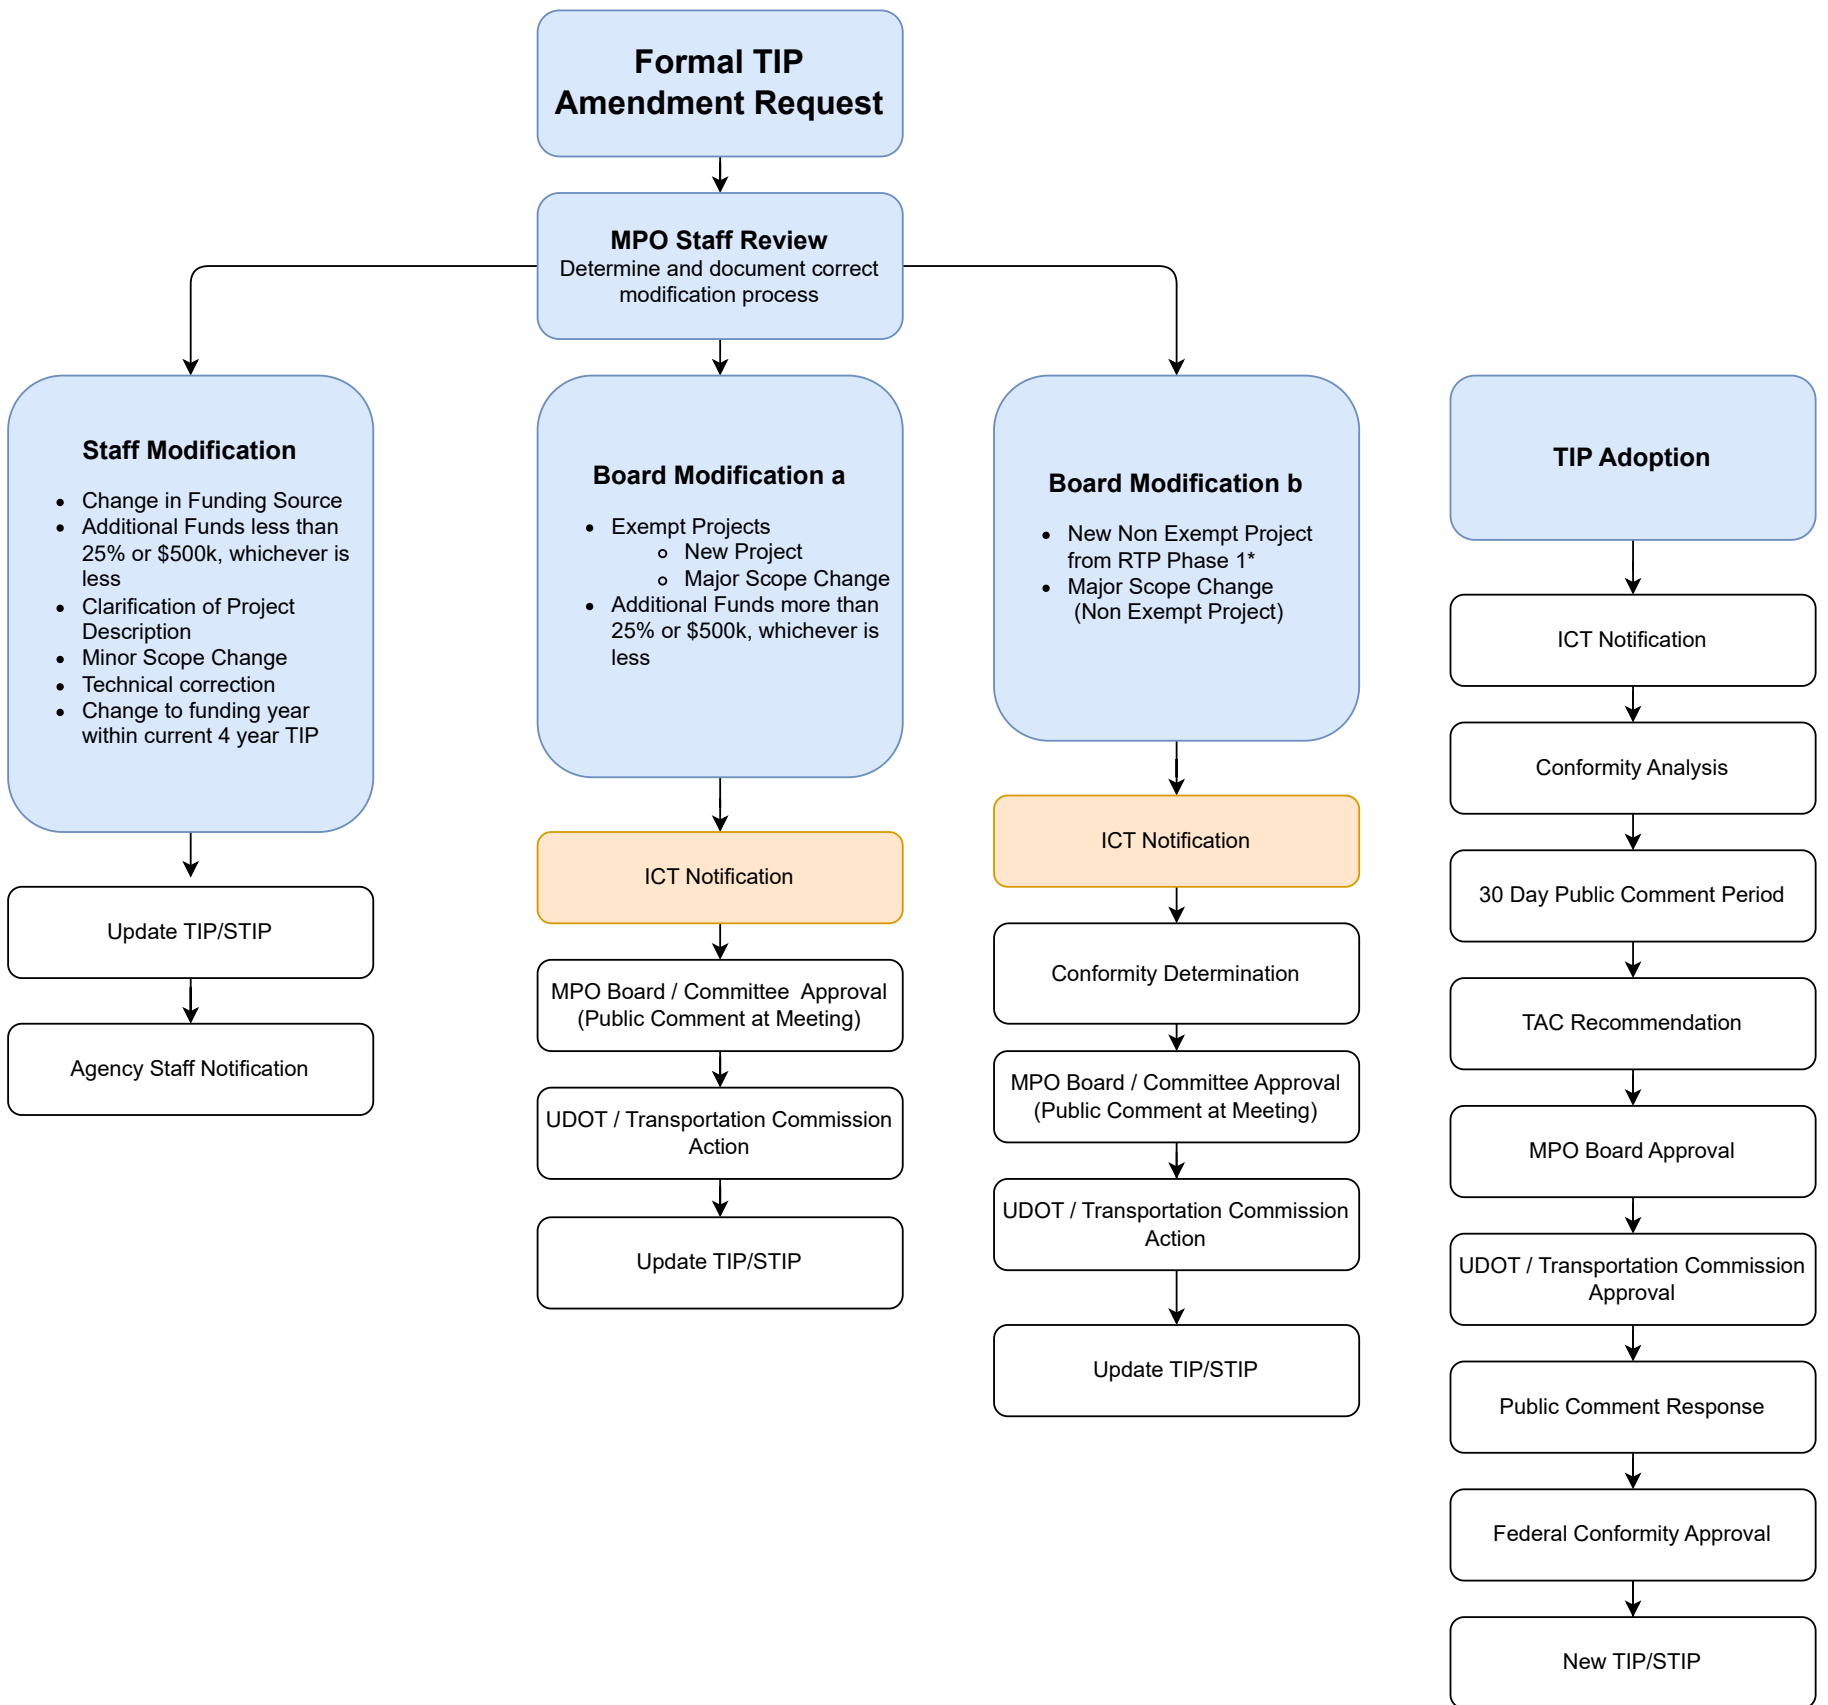 Formal TIP
Amendment Request
MPO Staff Review
Determine and document correct
modification process
Staff Modification
• Change in Funding Source
• Additional Funds less than
25% or $500k, whichever is
less
• Clarification of Project
Description
• Minor Scope Change
• Technical correction
• Change to funding year
within current 4 year TIP
Update TIP/STIP
Agency Staff Notification
Board Modification a
• Exempt Projects
○ New Project
○ Major Scope Change
• Additional Funds more than
25% or $500k, whichever is
less
ICT Notification
MPO Board / Committee Approval
(Public Comment at Meeting)
UDOT / Transportation Commission
Action
Update TIP/STIP
Board Modification b
• New Non Exempt Project
from RTP Phase 1*
• Major Scope Change
(Non Exempt Project)
ICT Notification
Conformity Determination
MPO Board / Committee Approval
(Public Comment at Meeting)
UDOT / Transportation Commission
Action
Update TIP/STIP
TIP Adoption
ICT Notification
Conformity Analysis
30 Day Public Comment Period
TAC Recommendation
MPO Board Approval
UDOT / Transportation Commission
Approval
Public Comment Response
Federal Conformity Approval
New TIP/STIP